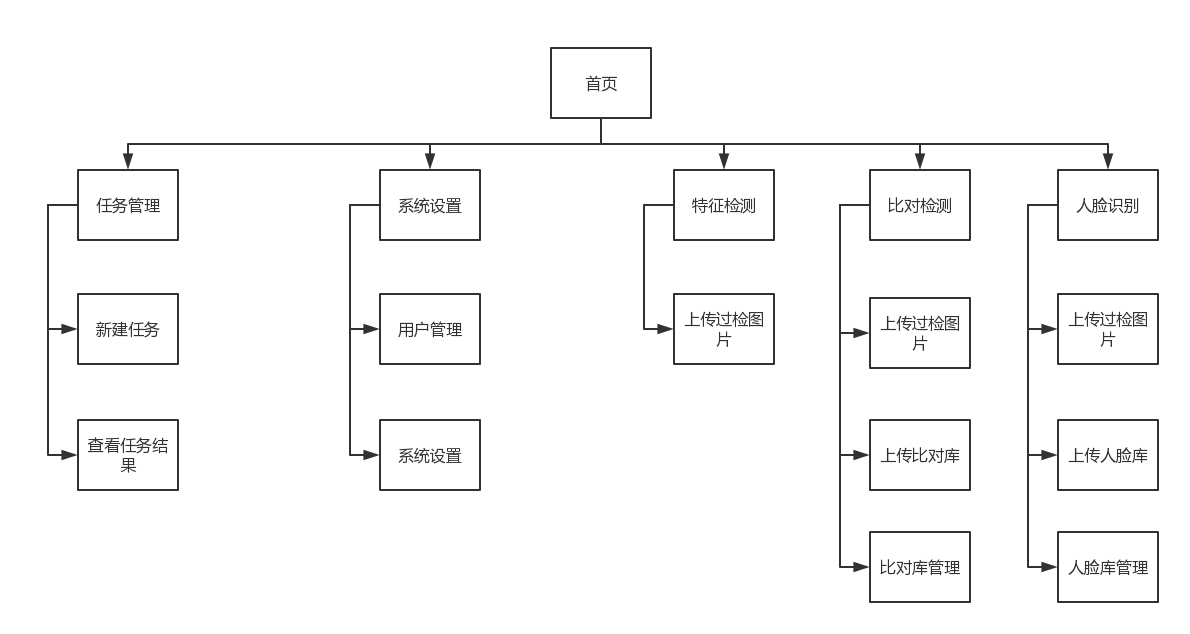 首页
任务管理
系统设置
特征检测
比对检测
人脸识别
新建任务
用户管理
上传过检图
片
上传过检图
片
上传过检图
片
查看任务结
果
系统设置
上传比对库
上传人脸库
比对库管理
人脸库管理